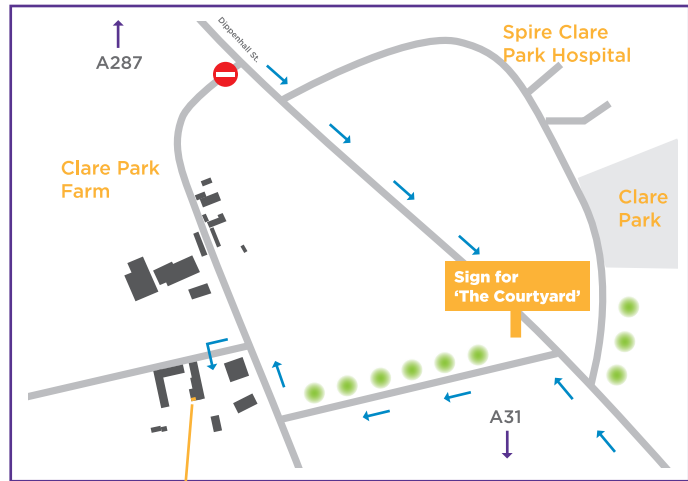 Dippenhall St.
A287
Spire Clare
Park Hospital
Clare Park
Farm
Clare
Park
Sign for
‘The Courtyard’
A31